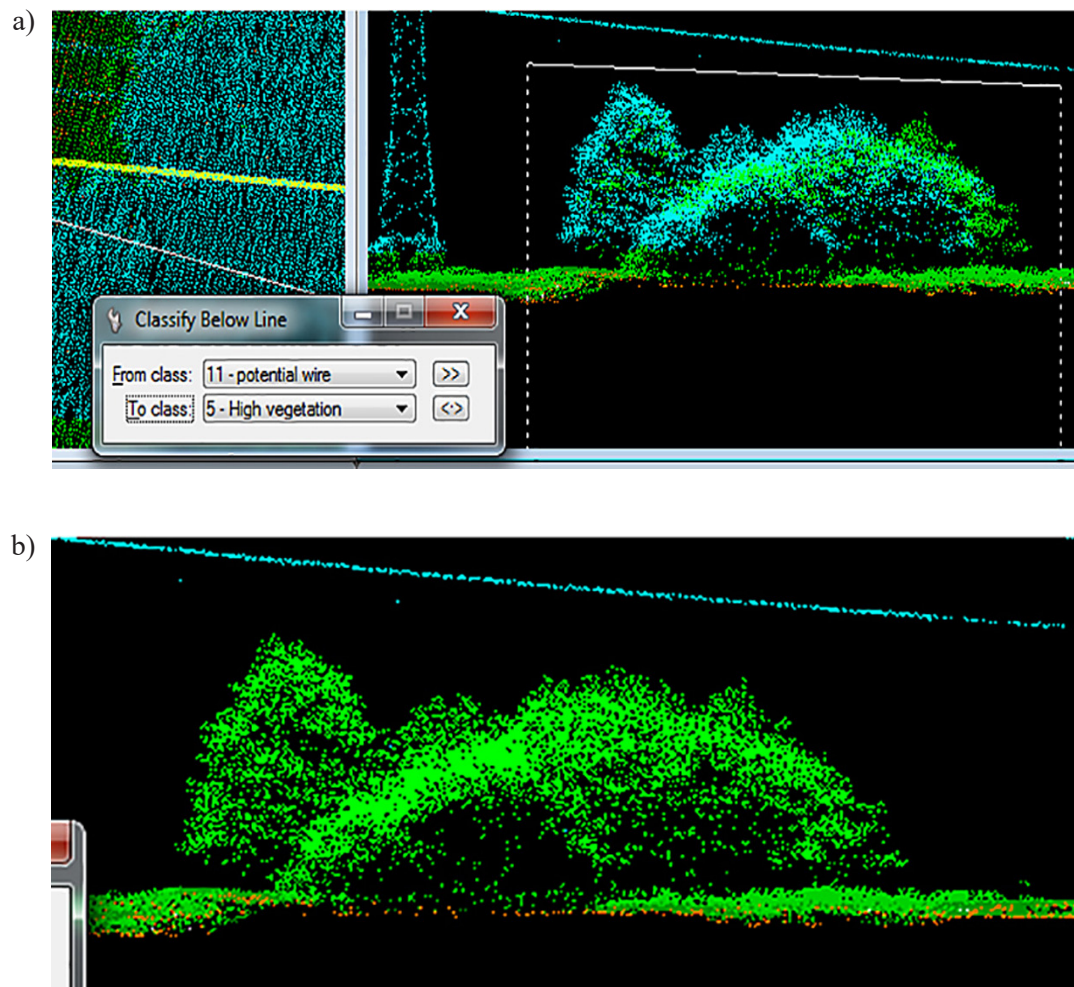 a)
Classify Below Line
From class: 11 - potential wire >>
To class: 5 - High vegetation <·>
b)